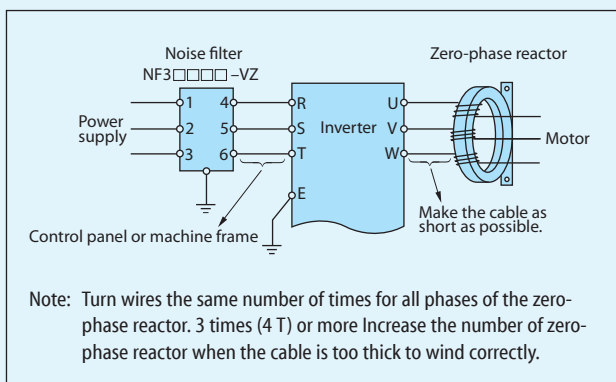 Noise filter
NF3□□□□–VZ
Zero-phase reactor
Power
supply
1
2
3
4
5
6
R
S
T
E
Inverter
U
V
W
Motor
Control panel or machine frame
Make the cable as
short as possible.
Note: Turn wires the same number of times for all phases of the zero-
phase reactor. 3 times (4 T) or more Increase the number of zero-
phase reactor when the cable is too thick to wind correctly.